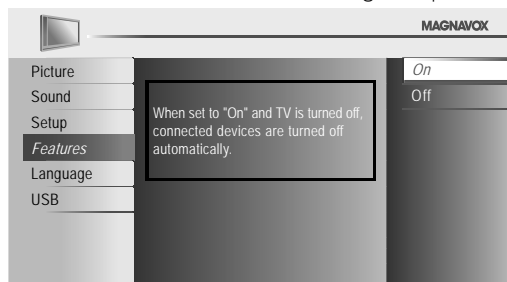 MAGNAVOX
Picture
Sound
Setup
Features
Language
USB
When set to "On" and TV is turned off,
connected devices are turned off
automatically.
On
Off